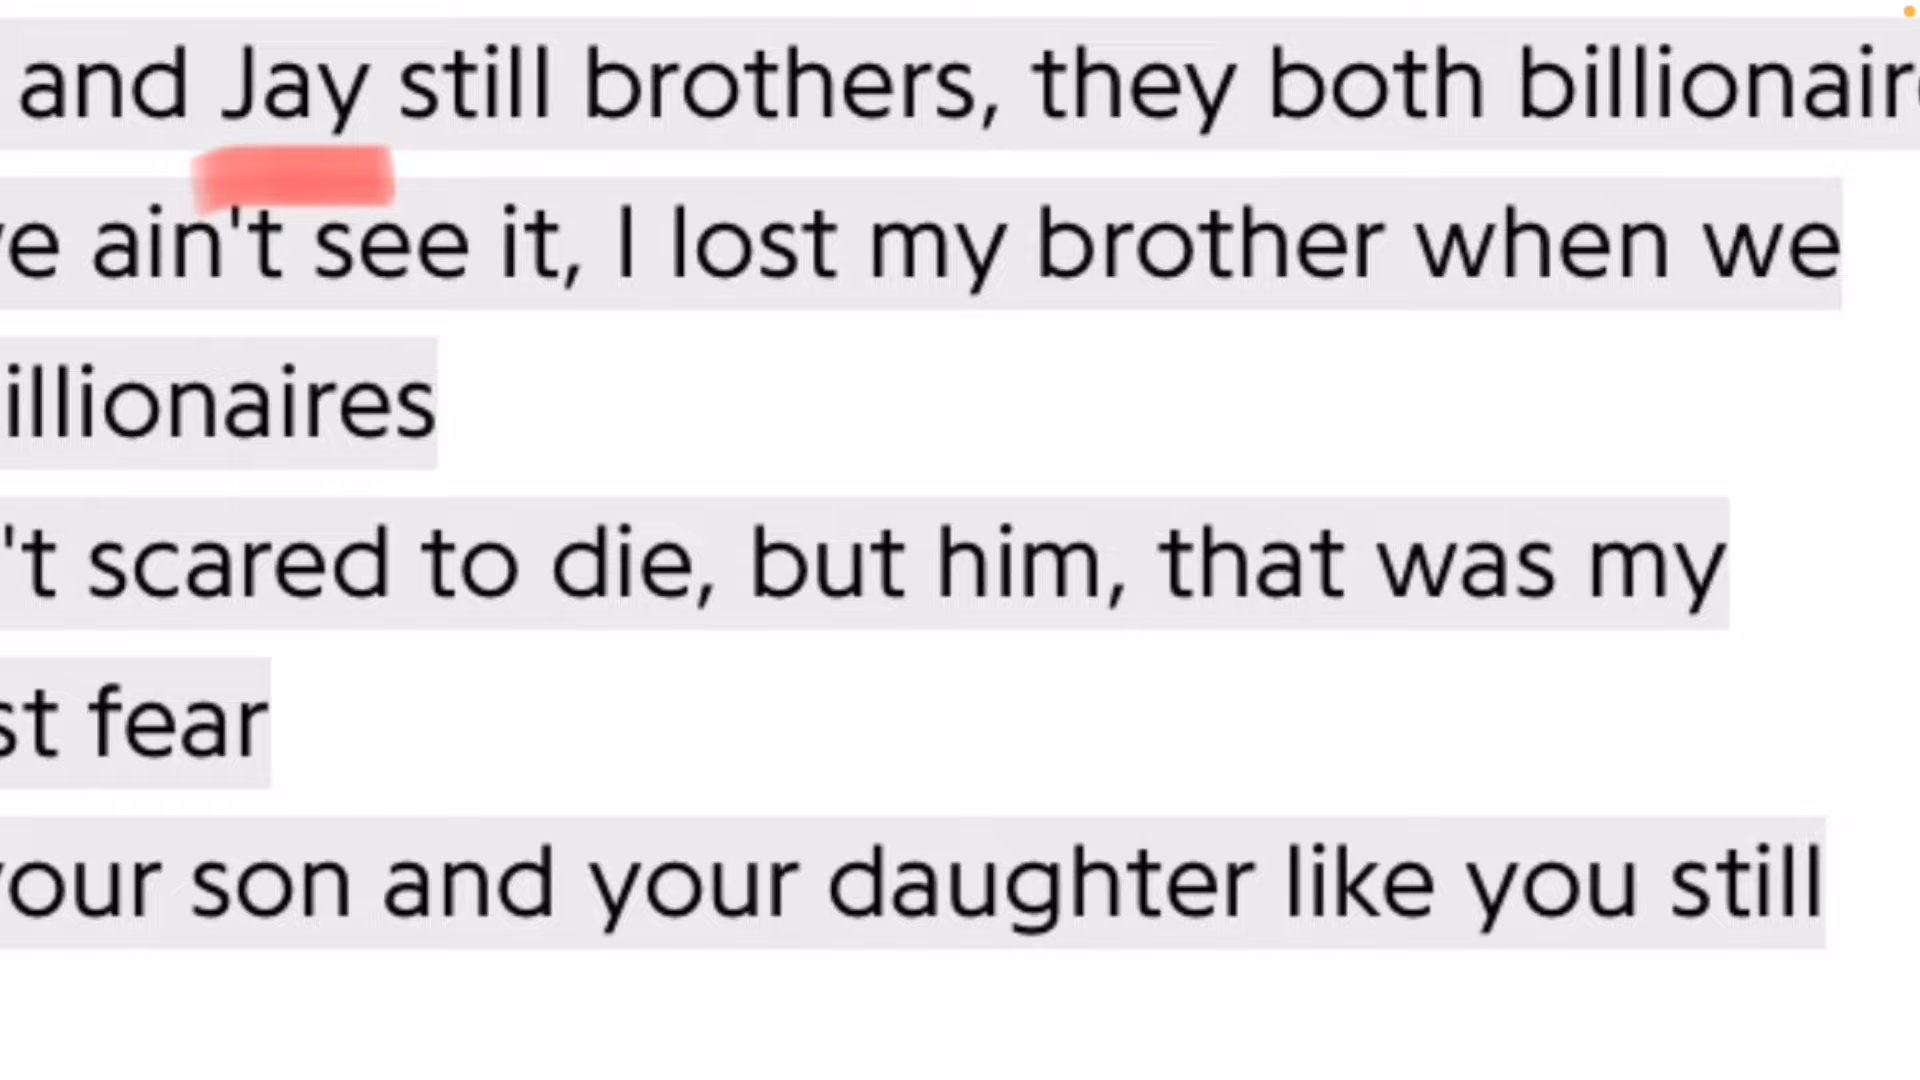 and Jay still brothers, they both billionair
ain't see it, I lost my brother when we
illionaires
't scared to die, but him, that was my
st fear
your son and your daughter like you still